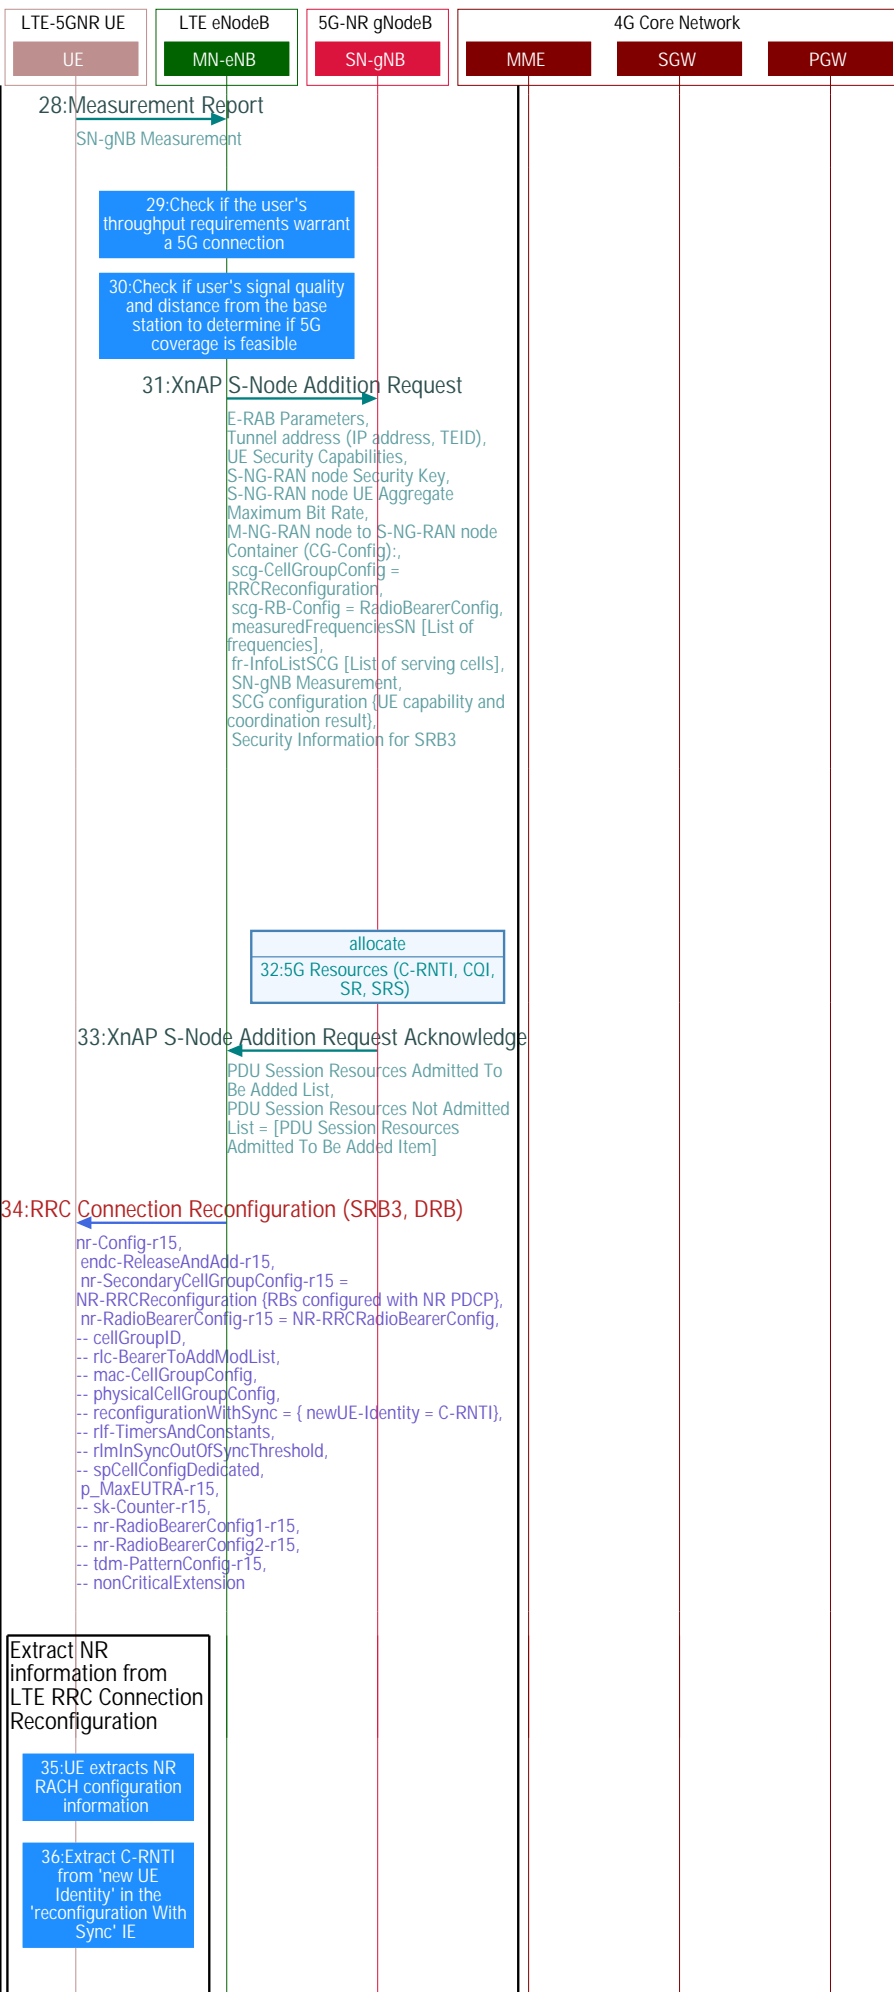 LTE-5GNR UE
LTE eNodeB
5G-NR gNodeB
4G Core Network
UE
MN-eNB
SN-gNB
MME
SGW
PGW
28:Measurement Report
SN-gNB Measurement
29:Check if the user's
throughput requirements warrant
a 5G connection
30:Check if user's signal quality
and distance from the base
station to determine if 5G
coverage is feasible
31:XnAP S-Node Addition Request
E-RAB Parameters,
Tunnel address (IP address, TEID),
UE Security Capabilities,
S-NG-RAN node Security Key,
S-NG-RAN node UE Aggregate
Maximum Bit Rate,
M-NG-RAN node to S-NG-RAN node
Container (CG-Config):,
scg-CellGroupConfig =
RRCReconfiguration,
scg-RB-Config = RadioBearerConfig,
measuredFrequenciesSN [List of
frequencies],
fr-InfoListSCG [List of serving cells],
SN-gNB Measurement,
SCG configuration {UE capability and
coordination result},
Security Information for SRB3
allocate
32:5G Resources (C-RNTI, CQI,
SR, SRS)
33:XnAP S-Node Addition Request Acknowledge
PDU Session Resources Admitted To
Be Added List,
PDU Session Resources Not Admitted
List = [PDU Session Resources
Admitted To Be Added Item]
34:RRC Connection Reconfiguration (SRB3, DRB)
nr-Config-r15,
endc-ReleaseAndAdd-r15,
nr-SecondaryCellGroupConfig-r15 =
NR-RRCReconfiguration {RBs configured with NR PDCP},
nr-RadioBearerConfig-r15 = NR-RRCRadioBearerConfig,
-- cellGroupID,
-- rlc-BearerToAddModList,
-- mac-CellGroupConfig,
-- physicalCellGroupConfig,
-- reconfigurationWithSync = { newUE-Identity = C-RNTI},
-- rlf-TimersAndConstants,
-- rlmInSyncOutOfSyncThreshold,
-- spCellConfigDedicated,
p_MaxEUTRA-r15,
-- sk-Counter-r15,
-- nr-RadioBearerConfig1-r15,
-- nr-RadioBearerConfig2-r15,
-- tdm-PatternConfig-r15,
-- nonCriticalExtension
Extract NR
information from
LTE RRC Connection
Reconfiguration
35:UE extracts NR
RACH configuration
information
36:Extract C-RNTI
from 'new UE
Identity' in the
'reconfiguration With
Sync' IE